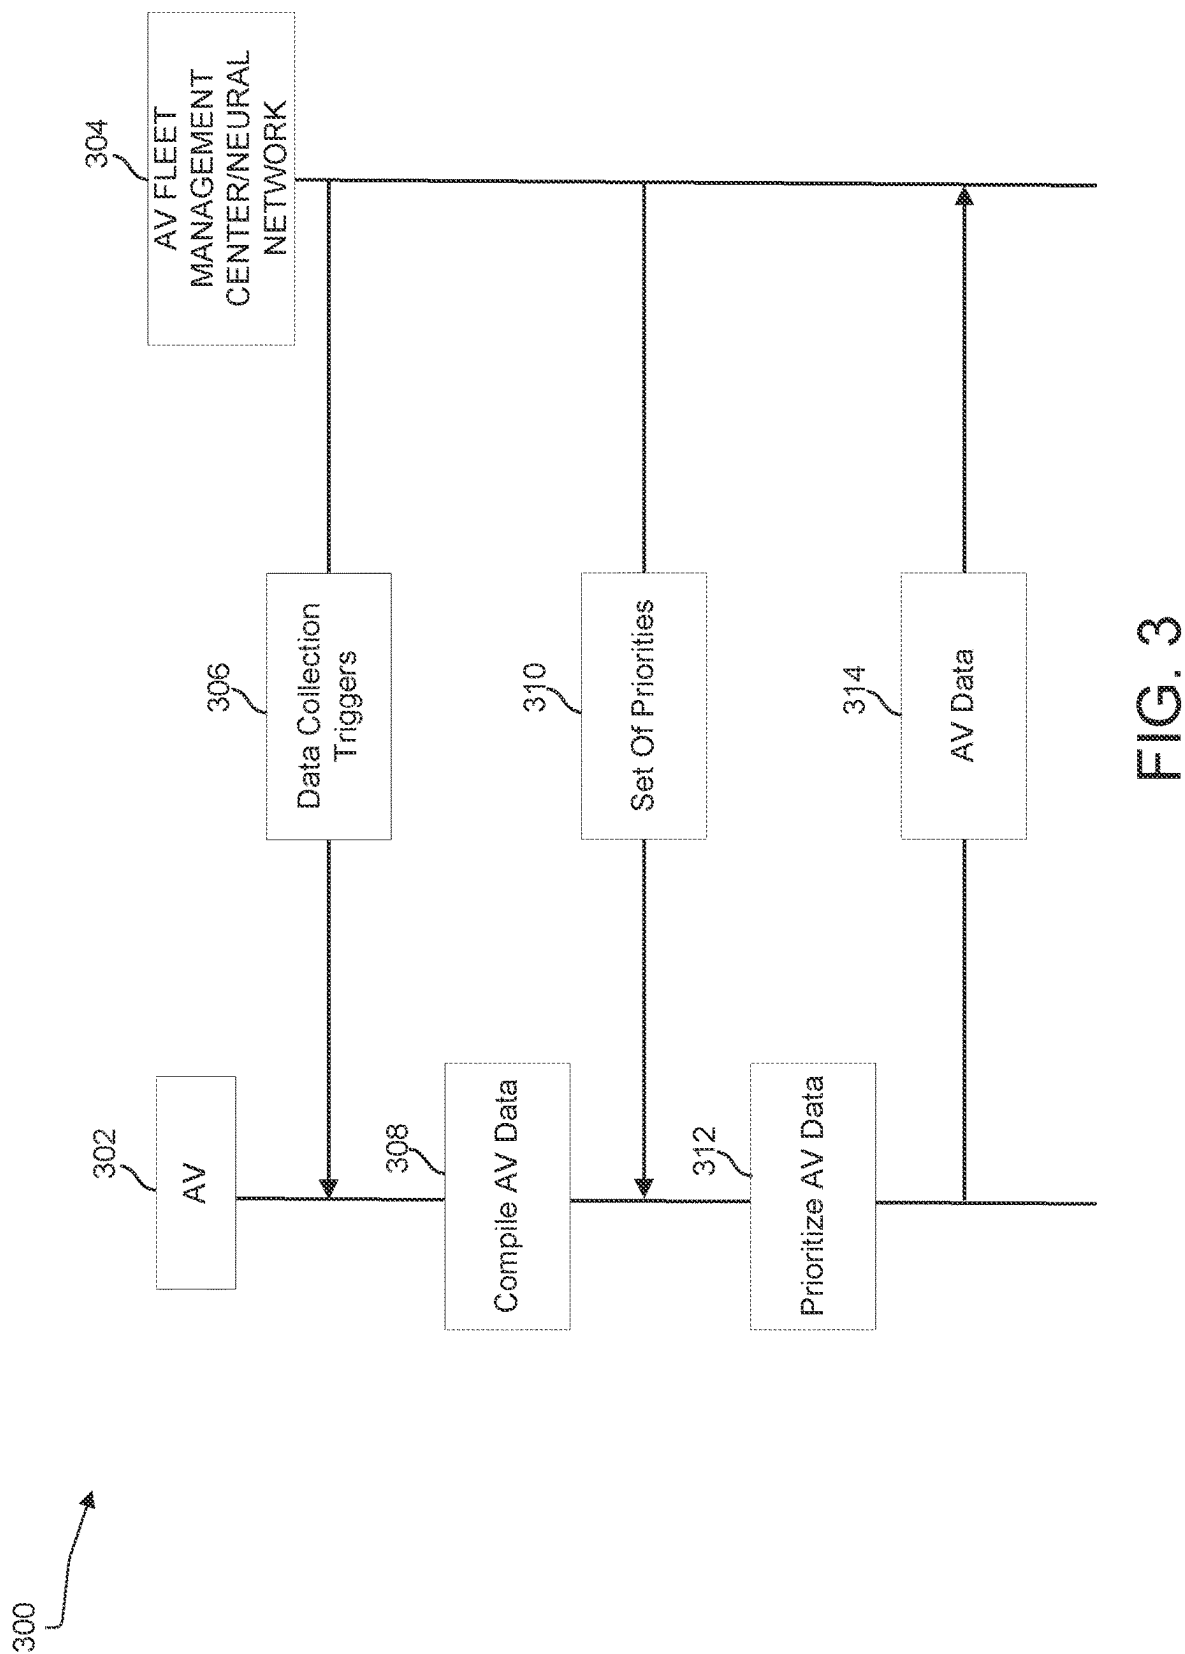 300
302
AV
304
AV FLEET
MANAGEMENT
CENTER/NEURAL
NETWORK
306
Data Collection
Triggers
308
Compile AV Data
310
Set Of Priorities
312
Prioritize AV Data
314
AV Data
FIG. 3